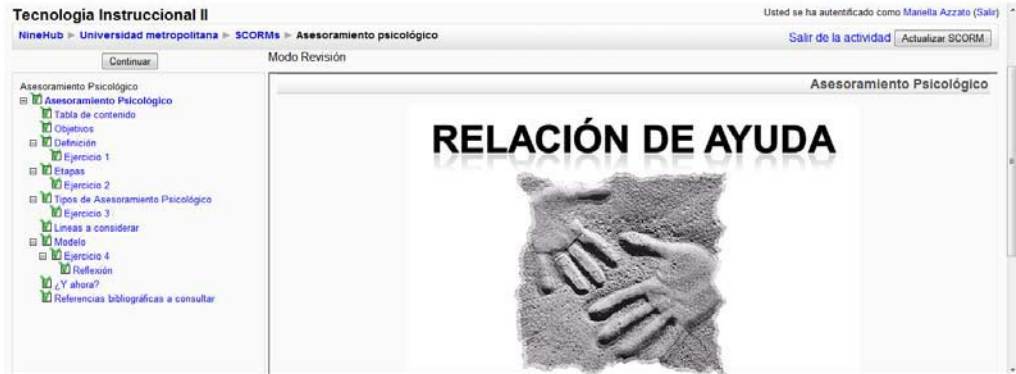 Tecnología Instruccional II
Usted se ha autentificado como Mariella Azzato (Salir)
NineHub ► Universidad metropolitana ► SCORMs ► Asesoramiento psicológico
Salir de la actividad Actualizar SCORM
Continuar
Modo Revisión
Asesoramiento Psicológico
Asesoramiento Psicológico
Tabla de contenido
Objetivos
Definición
Ejercicio 1
Etapas
Ejercicio 2
Tipos de Asesoramiento Psicológico
Ejercicio 3
Lineas a considerar
Modelo
Ejercicio 4
Reflexión
¿Y ahora?
Referencias bibliográficas a consultar
Asesoramiento Psicológico
RELACIÓN DE AYUDA